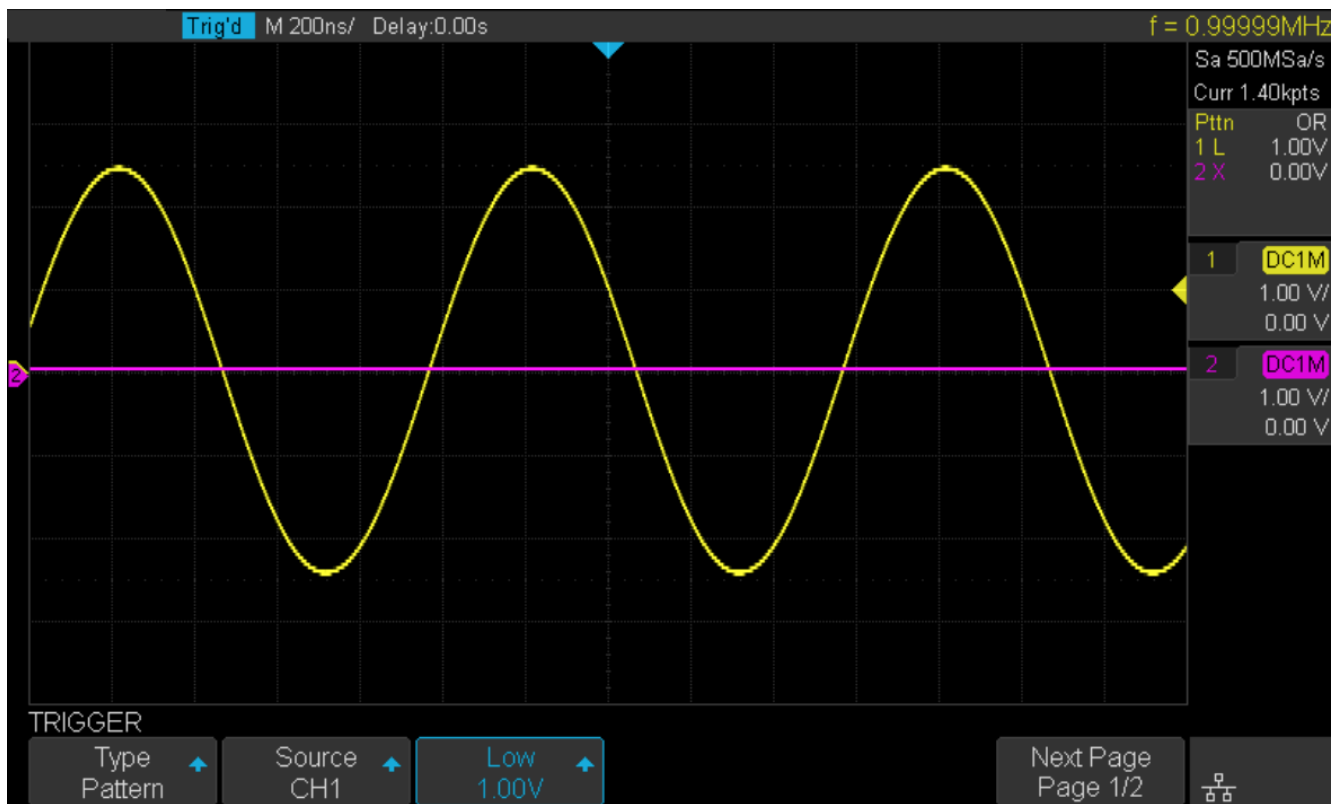 Trig'd M 200ns/ Delay:0.00s f = 0.99999MHz
Sa 500MSa/s
Curr 1.40kpts
Pttn OR
1 L 1.00V
2 X 0.00V
1 DC1M
1.00 V/
0.00 V
2
2 DC1M
1.00 V/
0.00 V
TRIGGER
Type
Pattern
Source
CH1
Low
1.00V
Next Page
Page 1/2